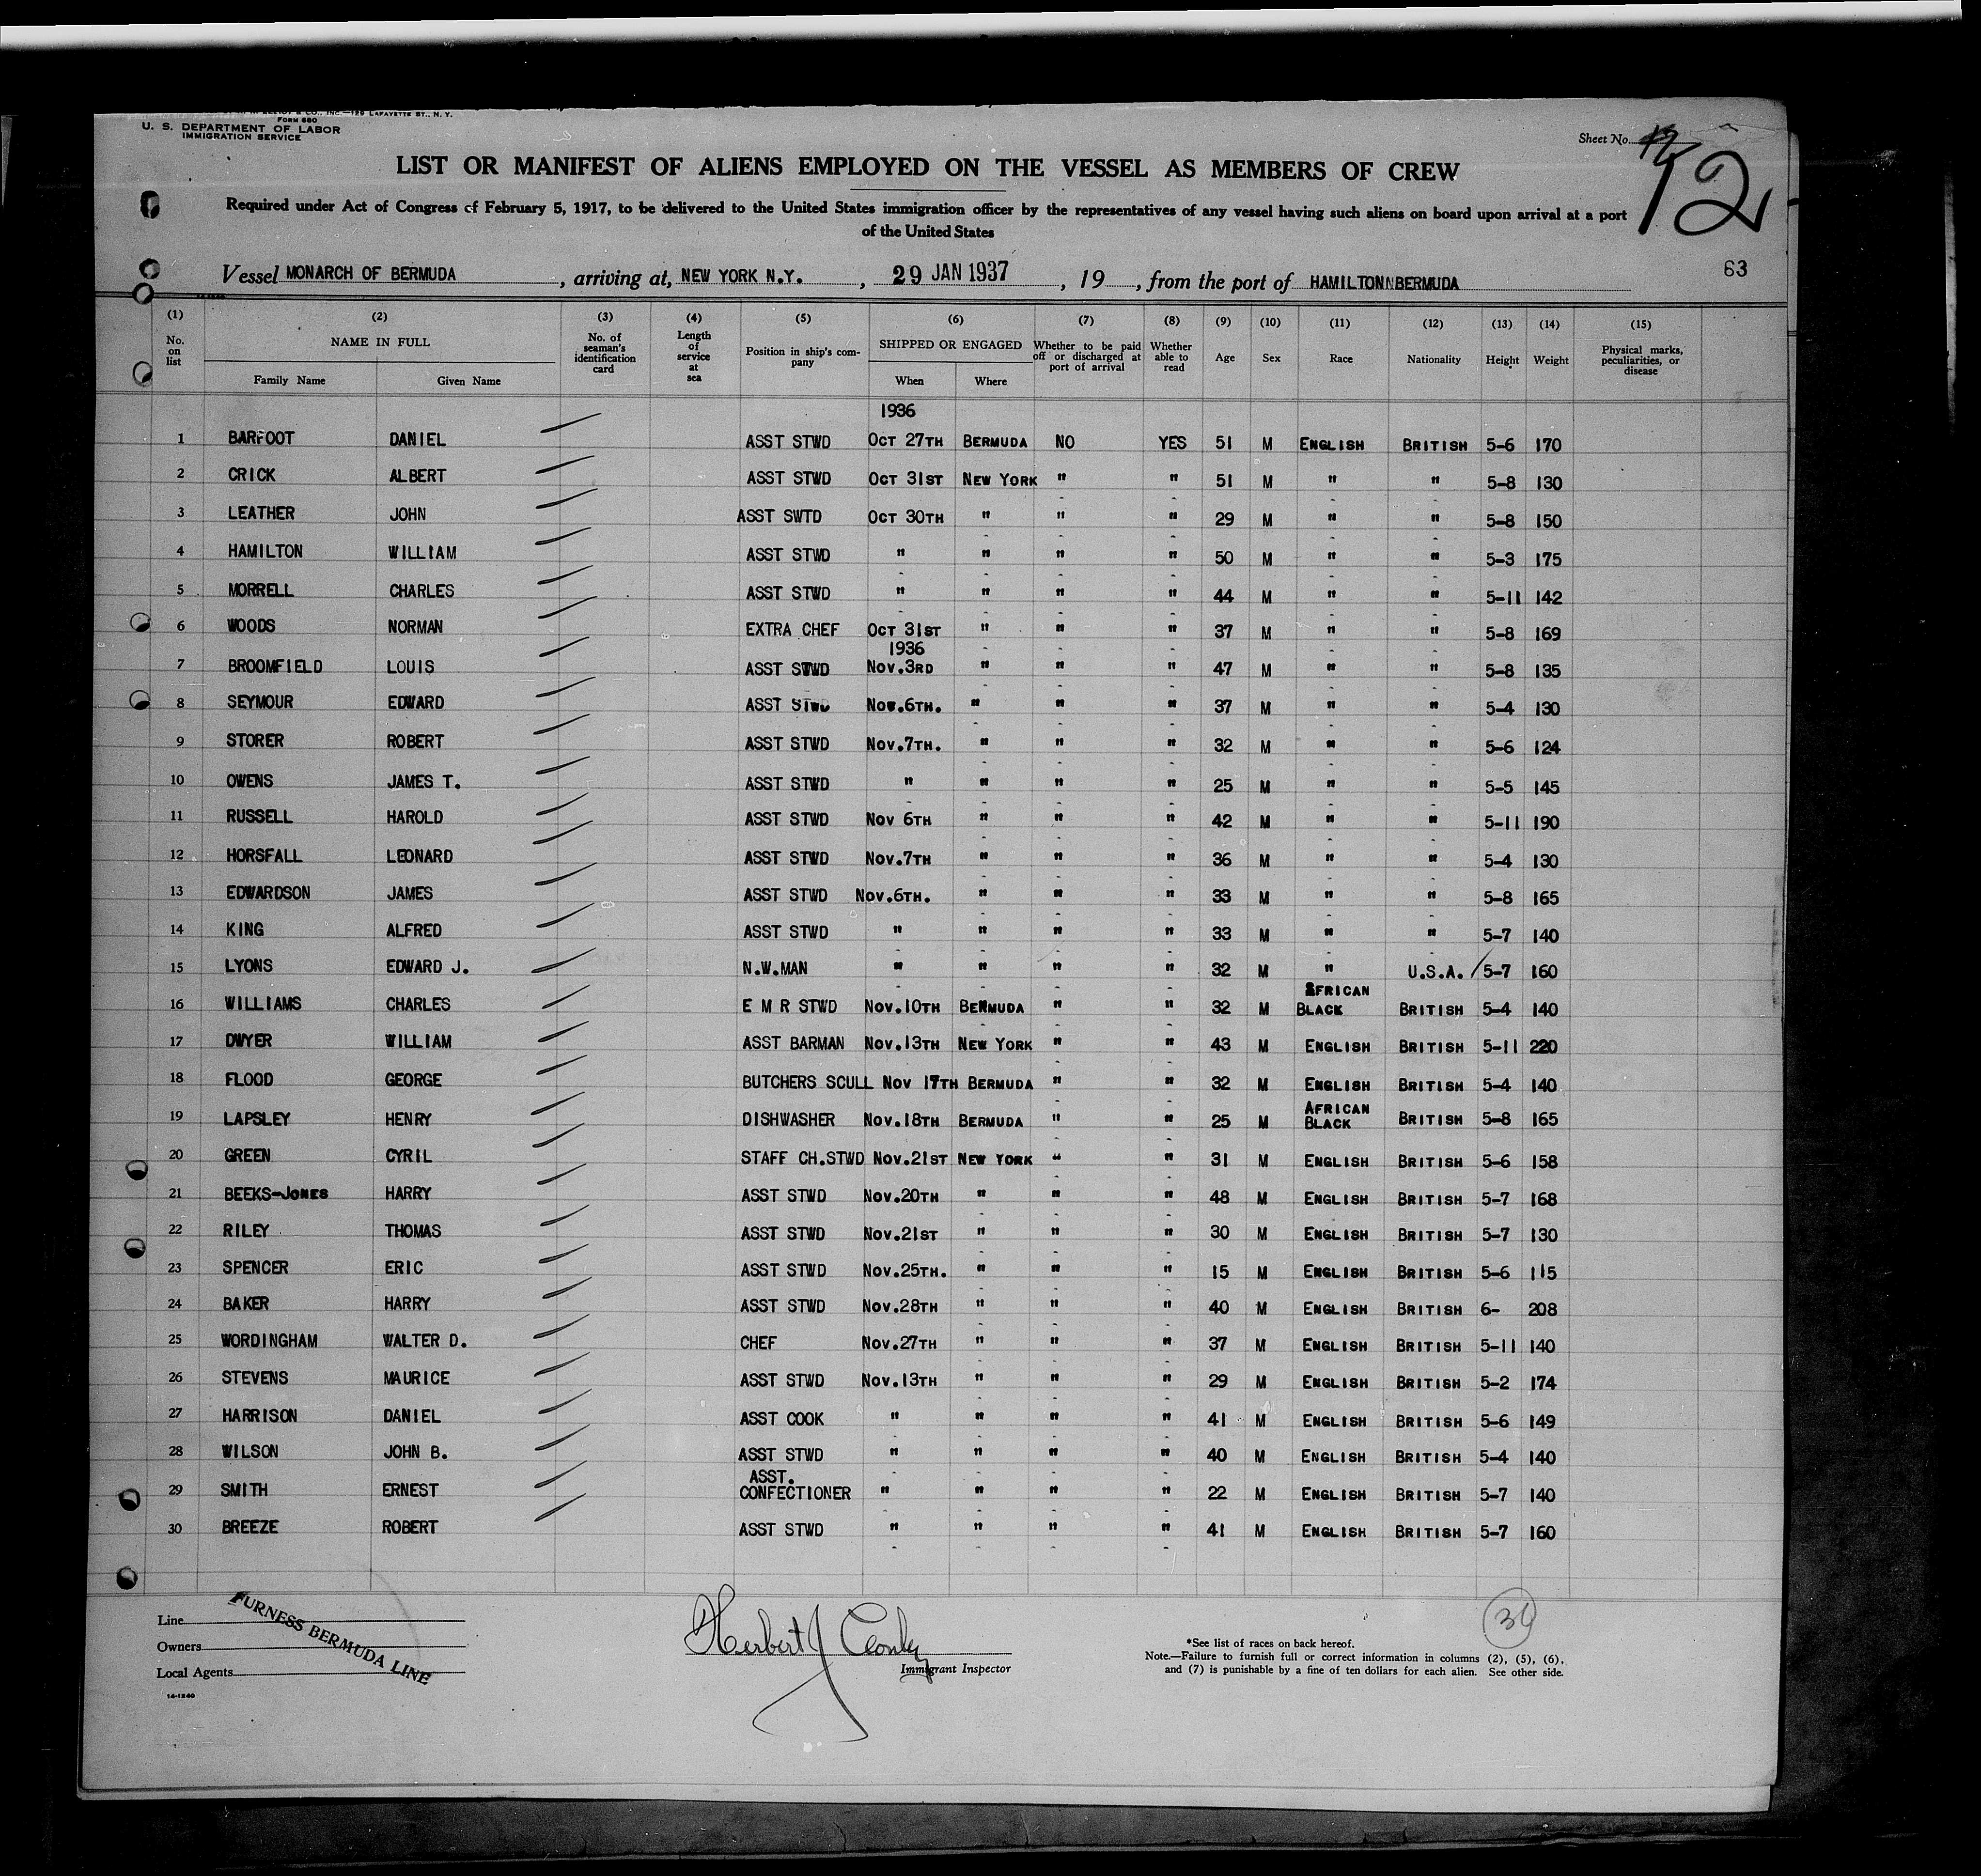 CO., INC.—129 LAFAYETTE ST., N. Y.
FORM 680
U. S. DEPARTMENT OF LABOR
IMMIGRATION SERVICE
Sheet No.
12
LIST OR MANIFEST OF ALIENS EMPLOYED ON THE VESSEL AS MEMBERS OF CREW
Required under Act of Congress of February 5, 1917, to be delivered to the United States immigration officer by the representatives of any vessel having such aliens on board upon arrival at a port
of the United States
Vessel MONARCH OF BERMUDA , arriving at, NEW YORK N.Y. , 29 JAN 1937 , 19 , from the port of HAMILTONNBERMUDA
63
(1) (2) (3) (4) (5) (6) (7) (8) (9) (10) (11) (12) (13) (14) (15)
No. on list NAME IN FULL No. of seaman's identification card Length of service at sea Position in ship's company SHIPPED OR ENGAGED Whether to be paid off or discharged at port of arrival Whether able to read Age Sex Race Nationality Height Weight Physical marks, peculiarities, or disease
Family Name Given Name When Where
1936
1 BARFOOT DANIEL ASST STWD OCT 27TH BERMUDA NO YES 51 M ENGLISH BRITISH 5-6 170
2 CRICK ALBERT ASST STWD OCT 31ST NEW YORK " " 51 M " " 5-8 130
3 LEATHER JOHN ASST SWTD OCT 30TH " " " 29 M " " 5-8 150
4 HAMILTON WILLIAM ASST STWD " " " " 50 M " " 5-3 175
5 MORRELL CHARLES ASST STWD " " " " 44 M " " 5-11 142
6 WOODS NORMAN EXTRA CHEF OCT 31ST " " " 37 M " " 5-8 169
1936
7 BROOMFIELD LOUIS ASST STWD NOV.3RD " " " 47 M " " 5-8 135
8 SEYMOUR EDWARD ASST STWD NOV.6TH. " " " 37 M " " 5-4 130
9 STORER ROBERT ASST STWD NOV.7TH. " " " 32 M " " 5-6 124
10 OWENS JAMES T. ASST STWD " " " " 25 M " " 5-5 145
11 RUSSELL HAROLD ASST STWD NOV 6TH " " " 42 M " " 5-11 190
12 HORSFALL LEONARD ASST STWD NOV.7TH " " " 36 M " " 5-4 130
13 EDWARDSON JAMES ASST STWD NOV.6TH. " " " 33 M " " 5-8 165
14 KING ALFRED ASST STWD " " " " 33 M " " 5-7 140
15 LYONS EDWARD J. N.W.MAN " " " " 32 M " U.S.A. 5-7 160
AFRICAN
16 WILLIAMS CHARLES E M R STWD NOV.10TH BERMUDA " " 32 M BLACK BRITISH 5-4 140
17 DWYER WILLIAM ASST BARMAN NOV.13TH NEW YORK " " 43 M ENGLISH BRITISH 5-11 220
18 FLOOD GEORGE BUTCHERS SCULL NOV 17TH BERMUDA " " 32 M ENGLISH BRITISH 5-4 140
AFRICAN
19 LAPSLEY HENRY DISHWASHER NOV.18TH BERMUDA " " 25 M BLACK BRITISH 5-8 165
20 GREEN CYRIL STAFF CH.STWD NOV.21ST NEW YORK " " 31 M ENGLISH BRITISH 5-6 158
21 BEEKS-JONES HARRY ASST STWD NOV.20TH " " " 48 M ENGLISH BRITISH 5-7 168
22 RILEY THOMAS ASST STWD NOV.21ST " " " 30 M ENGLISH BRITISH 5-7 130
23 SPENCER ERIC ASST STWD NOV.25TH. " " " 15 M ENGLISH BRITISH 5-6 115
24 BAKER HARRY ASST STWD NOV.28TH " " " 40 M ENGLISH BRITISH 6- 208
25 WORDINGHAM WALTER D. CHEF NOV.27TH " " " 37 M ENGLISH BRITISH 5-11 140
26 STEVENS MAURICE ASST STWD NOV.13TH " " " 29 M ENGLISH BRITISH 5-2 174
27 HARRISON DANIEL ASST COOK " " " " 41 M ENGLISH BRITISH 5-6 149
28 WILSON JOHN B. ASST STWD " " " " 40 M ENGLISH BRITISH 5-4 140
ASST.
29 SMITH ERNEST CONFECTIONER " " " " 22 M ENGLISH BRITISH 5-7 140
30 BREEZE ROBERT ASST STWD " " " " 41 M ENGLISH BRITISH 5-7 160
Line
Owners
Local Agents
FURNESS BERMUDA LINE
14-1240
Herbert J
Immigrant Inspector
*See list of races on back hereof.
Note.—Failure to furnish full or correct information in columns (2), (5), (6),
and (7) is punishable by a fine of ten dollars for each alien. See other side.